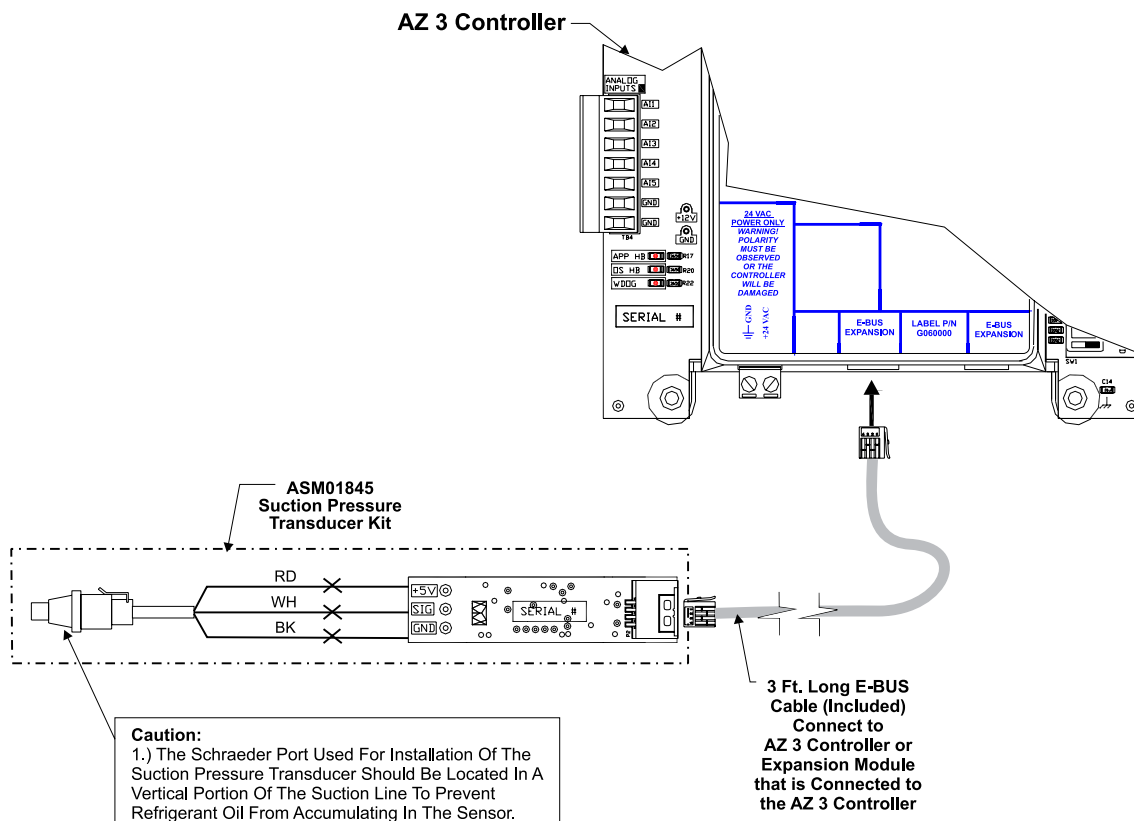 AZ 3 Controller
ANALOG
INPUTS
AI1
AI2
AI3
AI4
AI5
GND
GND
TB4
+12V
GND
APP HB
R17
OS HB
R20
WDOG
R22
SERIAL #
24 VAC
POWER ONLY
WARNING!
POLARITY
MUST BE
OBSERVED
OR THE
CONTROLLER
WILL BE
DAMAGED
GND
+24 VAC
E-BUS
EXPANSION
LABEL P/N
G060000
E-BUS
EXPANSION
SW1
C14
ASM01845
Suction Pressure
Transducer Kit
RD
WH
BK
+5V
SIG
GND
SERIAL #
3 Ft. Long E-BUS
Cable (Included)
Connect to
AZ 3 Controller or
Expansion Module
that is Connected to
the AZ 3 Controller
Caution:
1.) The Schraeder Port Used For Installation Of The
Suction Pressure Transducer Should Be Located In A
Vertical Portion Of The Suction Line To Prevent
Refrigerant Oil From Accumulating In The Sensor.